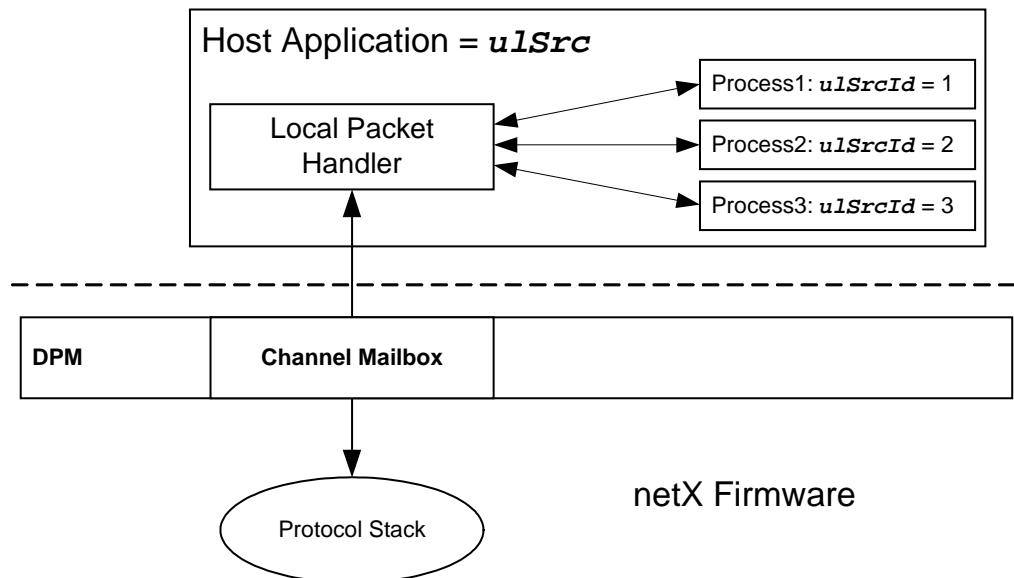 Host Application = ulSrc
Local Packet
Handler
Process1: ulSrcId = 1
Process2: ulSrcId = 2
Process3: ulSrcId = 3
DPM
Channel Mailbox
Protocol Stack
netX Firmware